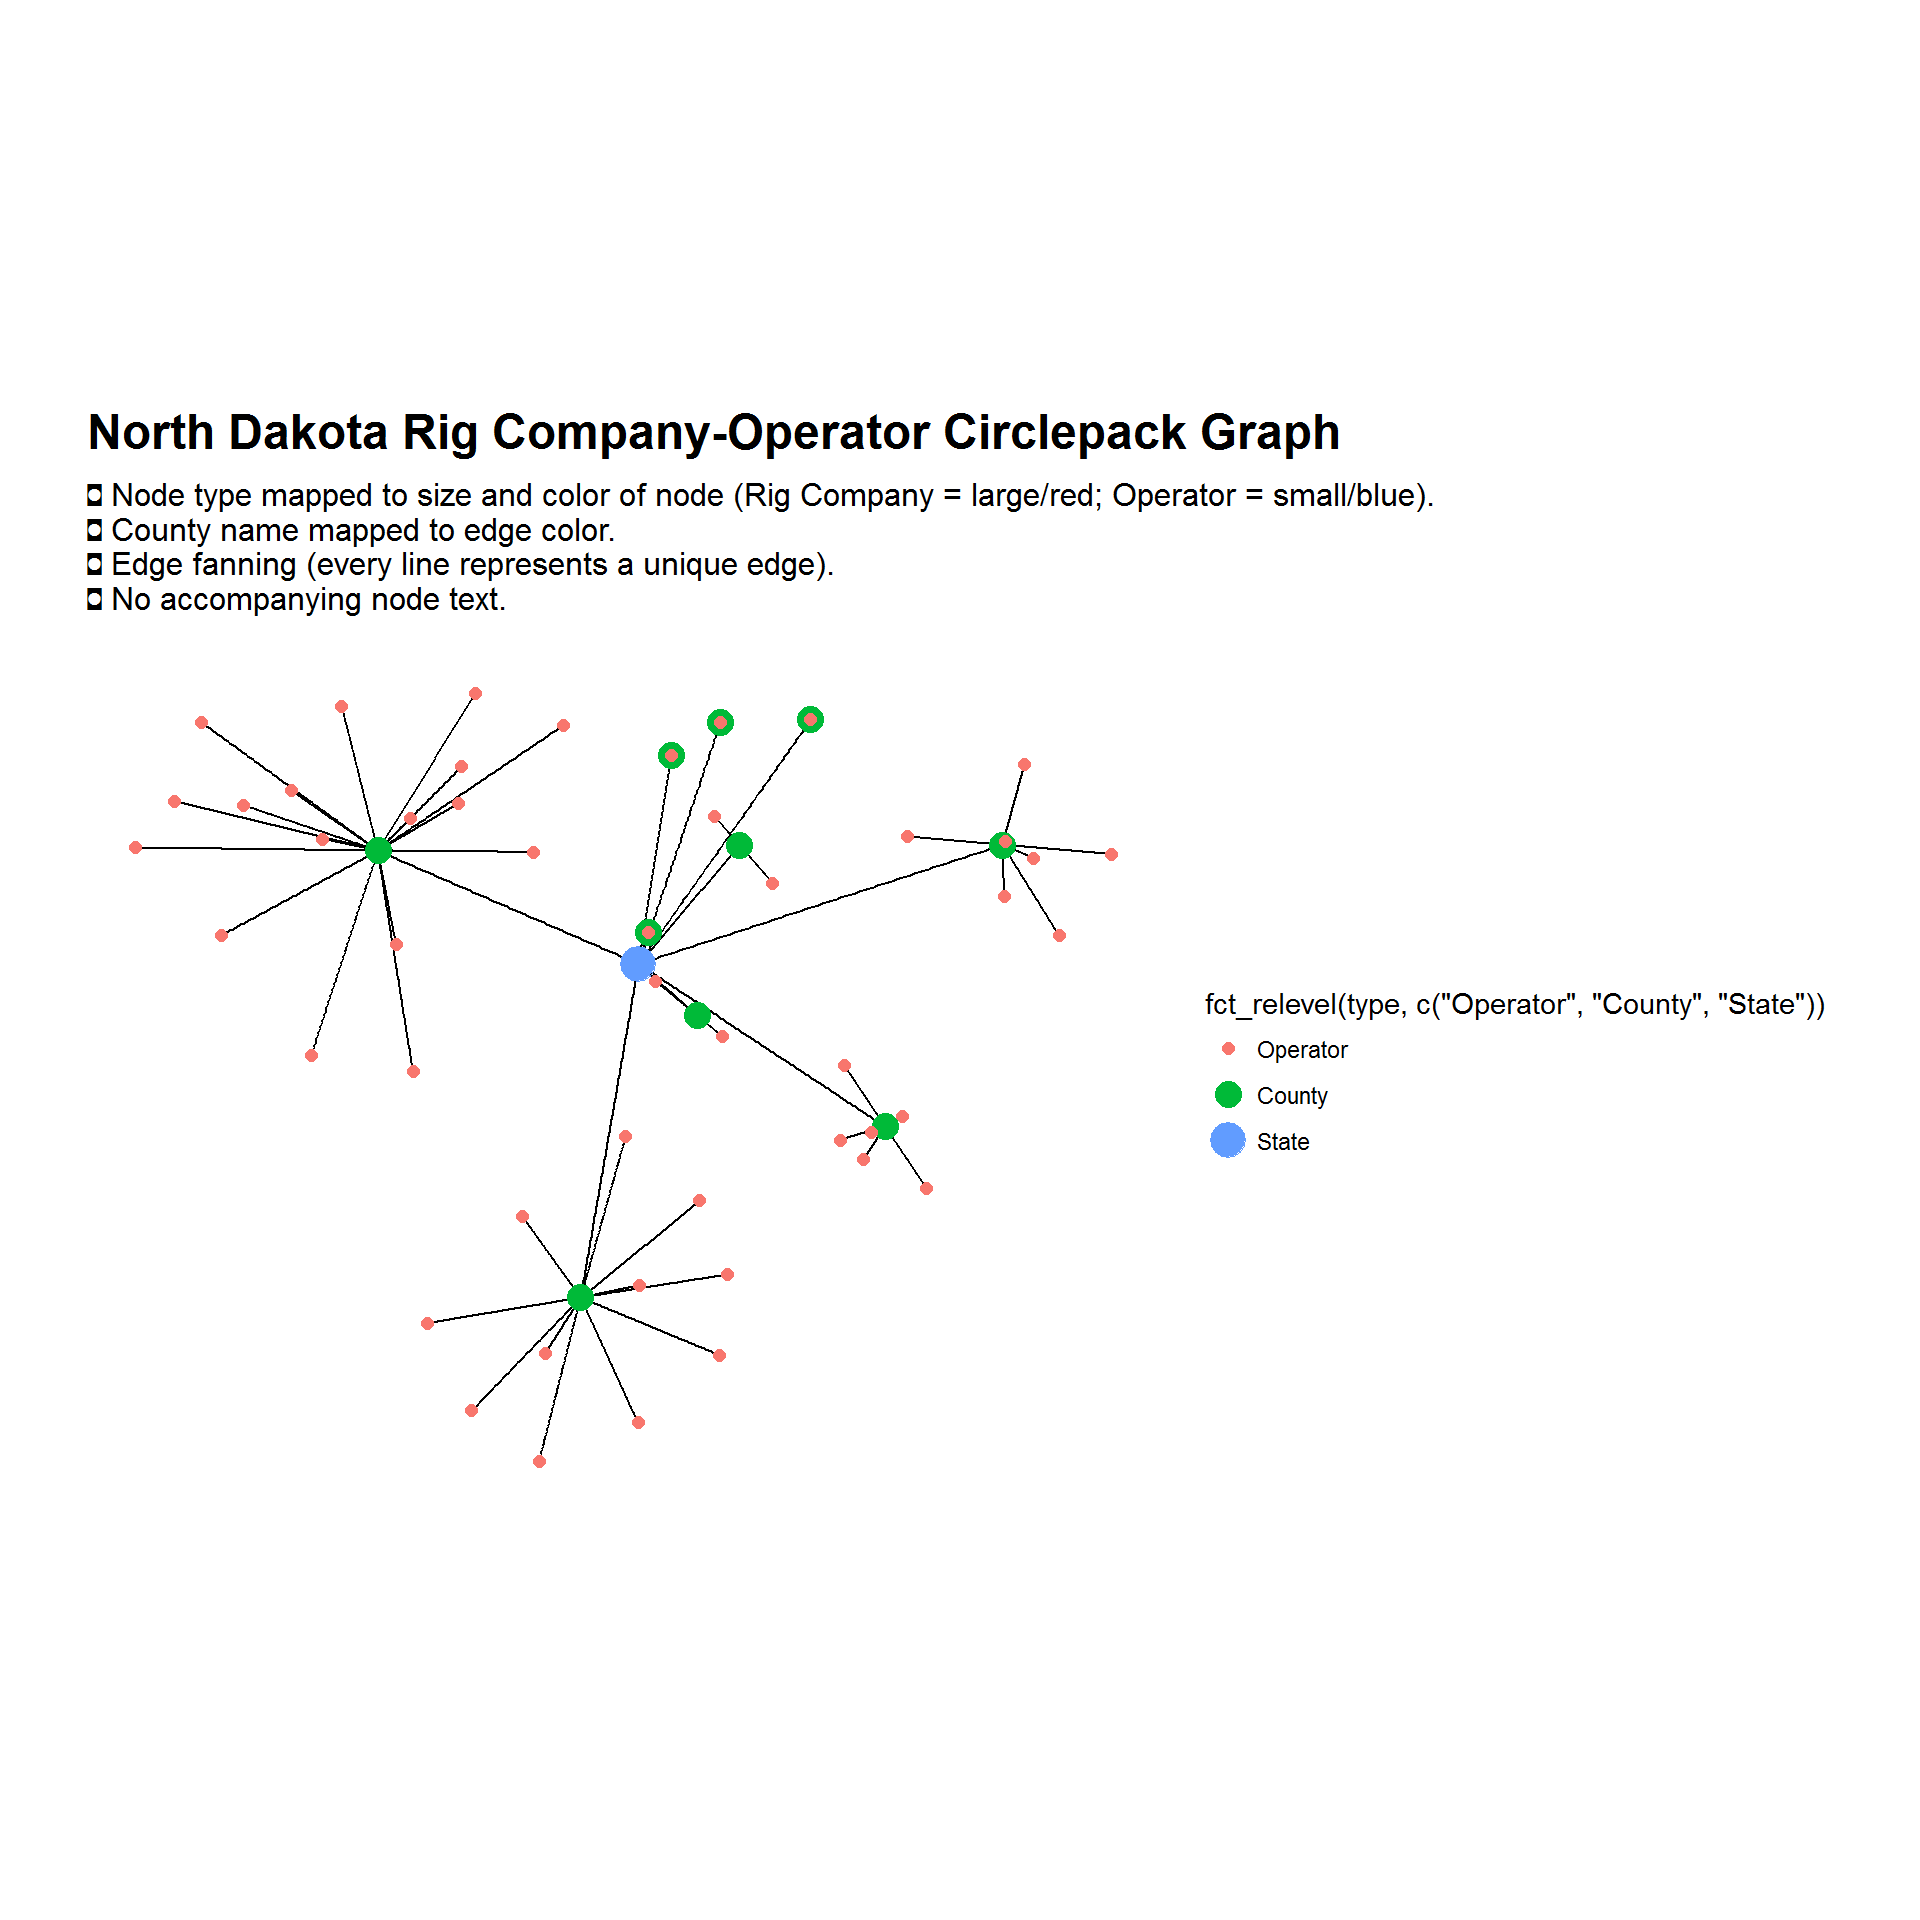 North Dakota Rig Company-Operator Circlepack Graph
◘ Node type mapped to size and color of node (Rig Company = large/red; Operator = small/blue).
◘ County name mapped to edge color.
◘ Edge fanning (every line represents a unique edge).
◘ No accompanying node text.
fct_relevel(type, c("Operator", "County", "State"))
Operator
County
State